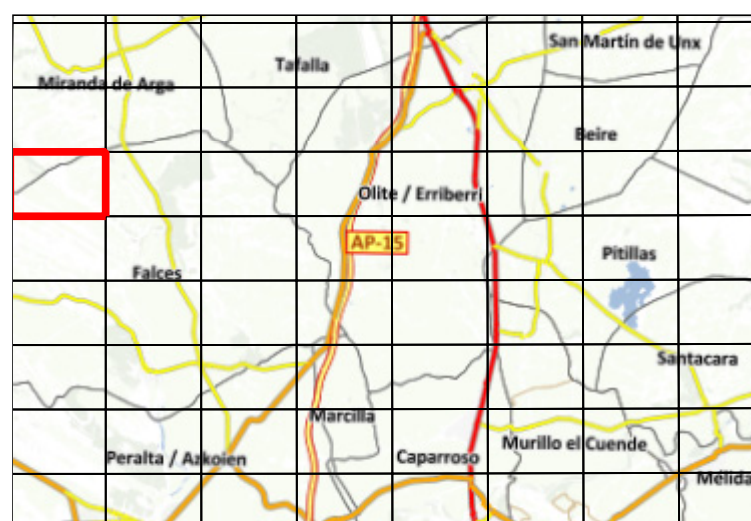 San Martín de Unx
Tafalla
Miranda de Arga
Beire
Olite / Erriberri
AP-15
Pitillas
Falces
Santacara
Marcilla
Murillo el Cuende
Peralta / Azkoien
Caparroso
Mélida